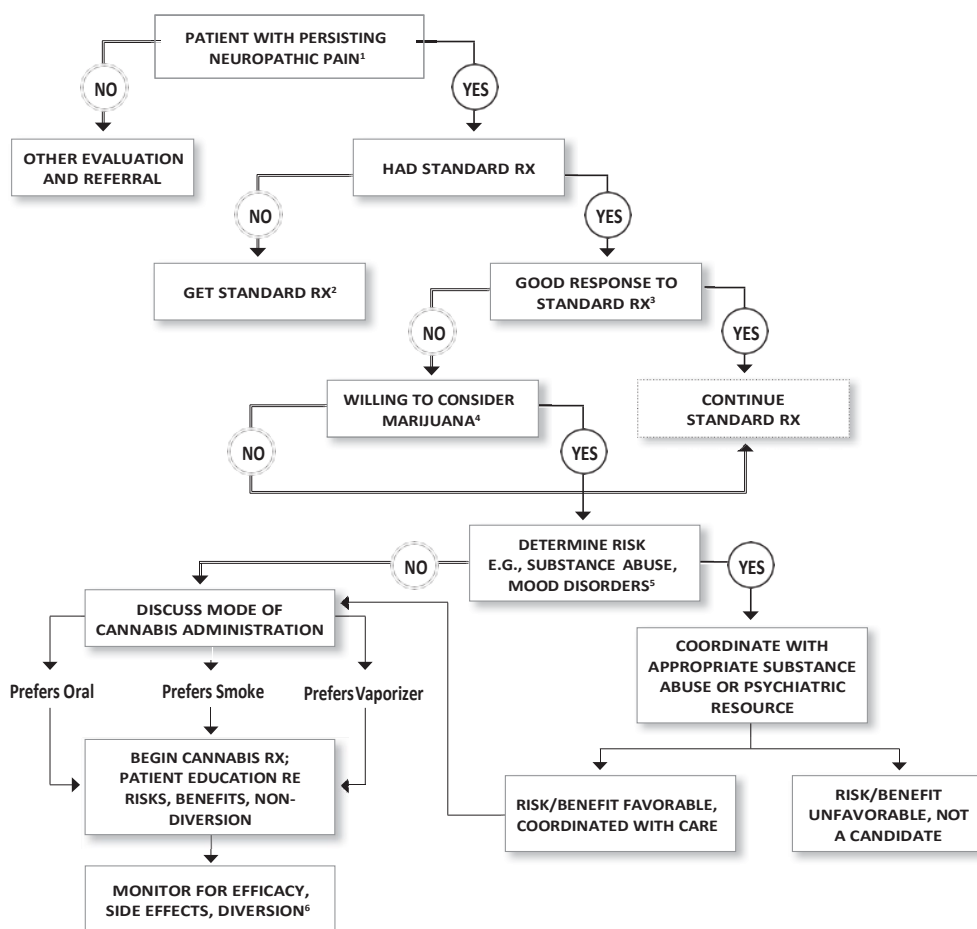 PATIENT WITH PERSISTING
NEUROPATHIC PAIN¹
NO
YES
OTHER EVALUATION
AND REFERRAL
HAD STANDARD RX
NO
YES
GET STANDARD RX²
GOOD RESPONSE TO
STANDARD RX³
NO
YES
WILLING TO CONSIDER
MARIJUANA⁴
CONTINUE
STANDARD RX
NO
YES
DETERMINE RISK
E.G., SUBSTANCE ABUSE,
MOOD DISORDERS⁵
NO
YES
DISCUSS MODE OF
CANNABIS ADMINISTRATION
COORDINATE WITH
APPROPRIATE SUBSTANCE
ABUSE OR PSYCHIATRIC
RESOURCE
Prefers Oral
Prefers Smoke
Prefers Vaporizer
BEGIN CANNABIS RX;
PATIENT EDUCATION RE
RISKS, BENEFITS, NON-
DIVERSION
RISK/BENEFIT FAVORABLE,
COORDINATED WITH CARE
RISK/BENEFIT
UNFAVORABLE, NOT
A CANDIDATE
MONITOR FOR EFFICACY,
SIDE EFFECTS, DIVERSION⁶